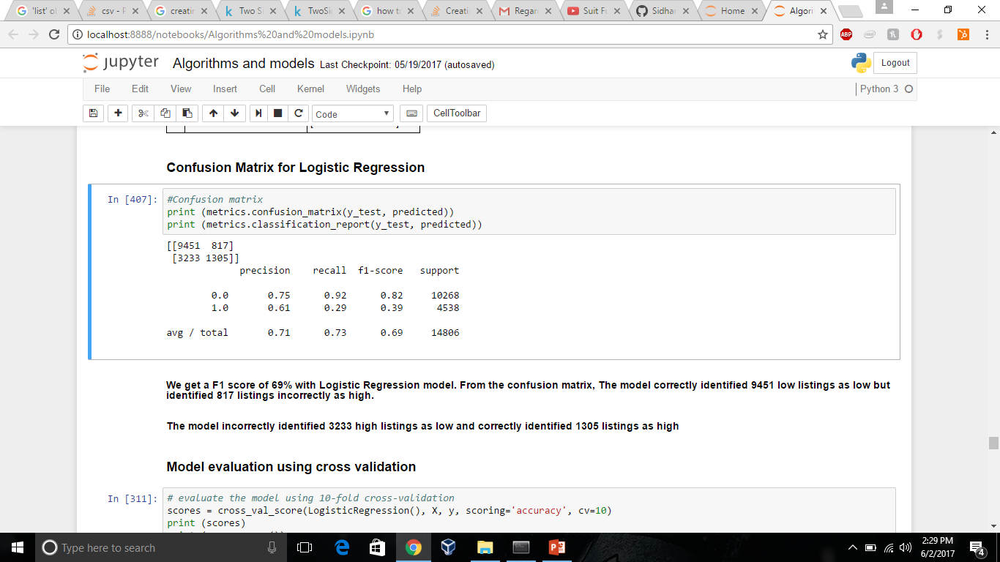 'list' ol
csv - F
creatin
Two Si
TwoSig
how to
Creati
Regar
Suit Fu
Sidhar
Home
Algori
localhost:8888/notebooks/Algorithms%20and%20models.ipynb
ABP
jupyter Algorithms and models Last Checkpoint: 05/19/2017 (autosaved)
Logout
File Edit View Insert Cell Kernel Widgets Help
Python 3
Code
CellToolbar
Confusion Matrix for Logistic Regression
In [407]: #Confusion matrix
print (metrics.confusion_matrix(y_test, predicted))
print (metrics.classification_report(y_test, predicted))
[[9451  817]
[3233 1305]]
precision recall f1-score support
0.0 0.75 0.92 0.82 10268
1.0 0.61 0.29 0.39 4538
avg / total 0.71 0.73 0.69 14806
We get a F1 score of 69% with Logistic Regression model. From the confusion matrix, The model correctly identified 9451 low listings as low but
identified 817 listings incorrectly as high.
The model incorrectly identified 3233 high listings as low and correctly identified 1305 listings as high
Model evaluation using cross validation
In [311]: # evaluate the model using 10-fold cross-validation
scores = cross_val_score(LogisticRegression(), X, y, scoring='accuracy', cv=10)
print (scores)
Type here to search
2:29 PM
6/2/2017
4